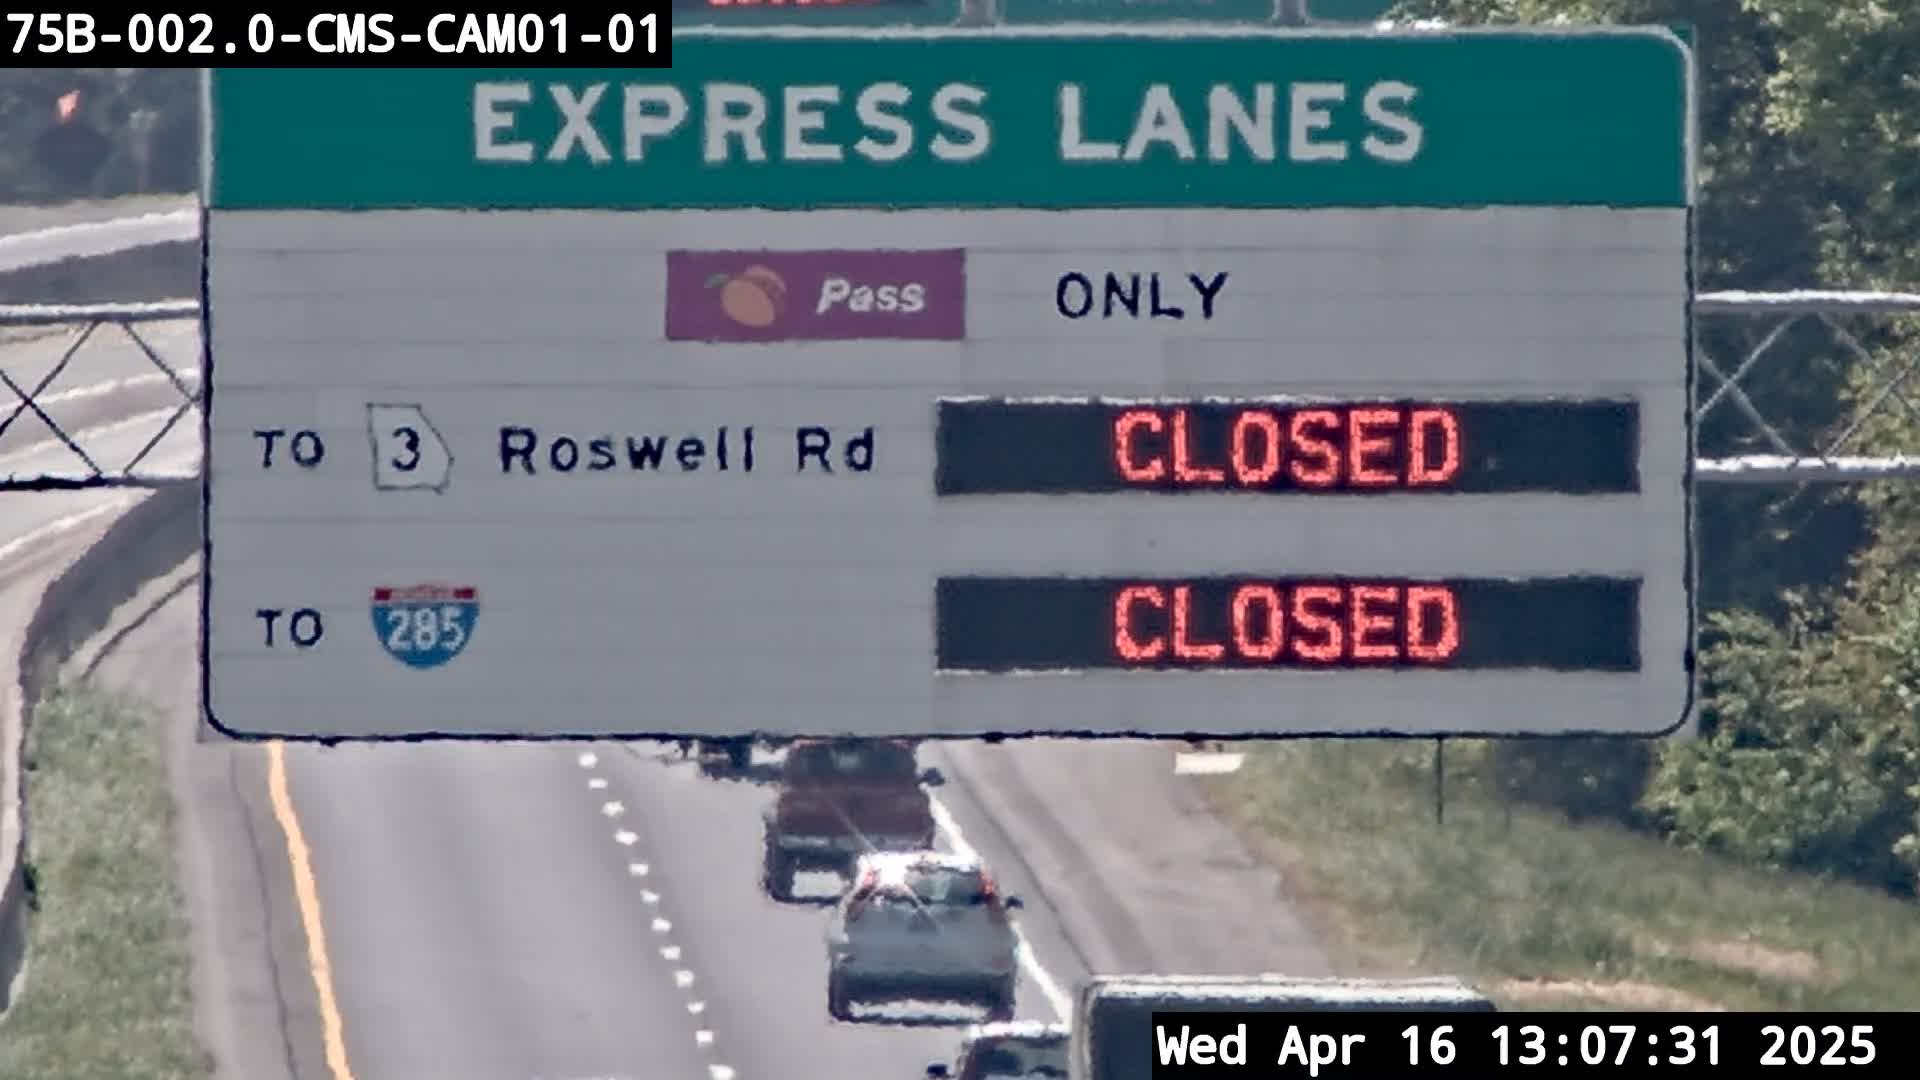 75B-002.0-CMS-CAM01-01
EXPRESS LANES
Pass ONLY
TO 3 Roswell Rd CLOSED
TO 285 CLOSED
Wed Apr 16 13:07:31 2025